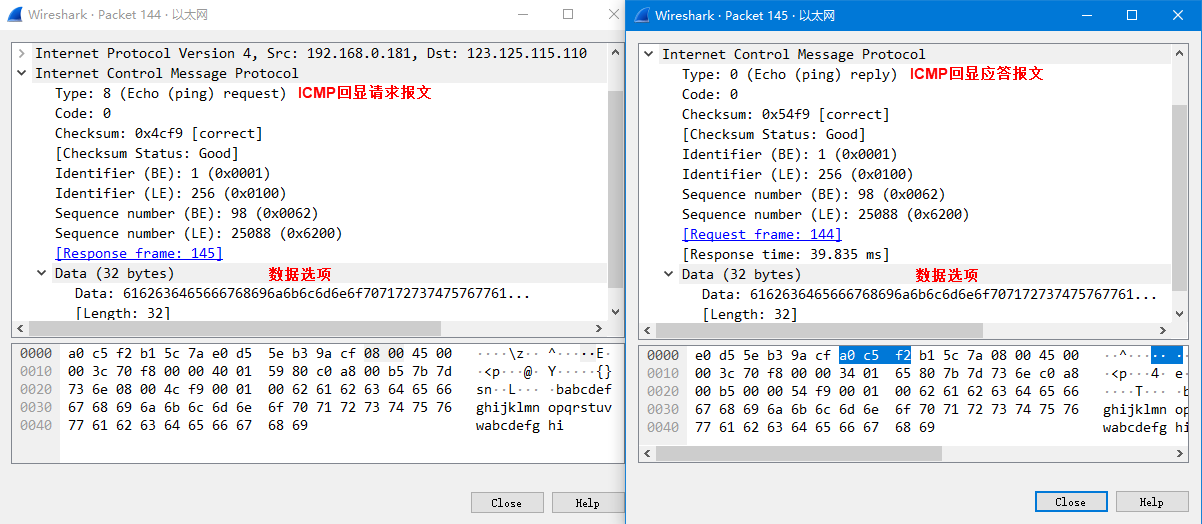 Wireshark · Packet 144 · 以太网
Internet Protocol Version 4, Src: 192.168.0.181, Dst: 123.125.115.110
Internet Control Message Protocol
Type: 8 (Echo (ping) request) ICMP回显请求报文
Code: 0
Checksum: 0x4cf9 [correct]
[Checksum Status: Good]
Identifier (BE): 1 (0x0001)
Identifier (LE): 256 (0x0100)
Sequence number (BE): 98 (0x0062)
Sequence number (LE): 25088 (0x6200)
[Response frame: 145]
Data (32 bytes) 数据选项
Data: 6162636465666768696a6b6c6d6e6f7071727374757677​61...
[Length: 32]
0000 a0 c5 f2 b1 5c 7a e0 d5 5e b3 9a cf 08 00 45 00 ····\z·· ^·····E·
0010 00 3c 70 f8 00 00 40 01 59 80 c0 a8 00 b5 7b 7d ·<p···@· Y·····{}
0020 73 6e 08 00 4c f9 00 01 00 62 61 62 63 64 65 66 sn··L··· ·babcdef
0030 67 68 69 6a 6b 6c 6d 6e 6f 70 71 72 73 74 75 76 ghijklmn opqrstuv
0040 77 61 62 63 64 65 66 67 68 69 wabcdefg hi
Close
Help
Wireshark · Packet 145 · 以太网
Internet Control Message Protocol
Type: 0 (Echo (ping) reply) ICMP回显应答报文
Code: 0
Checksum: 0x54f9 [correct]
[Checksum Status: Good]
Identifier (BE): 1 (0x0001)
Identifier (LE): 256 (0x0100)
Sequence number (BE): 98 (0x0062)
Sequence number (LE): 25088 (0x6200)
[Request frame: 144]
[Response time: 39.835 ms]
Data (32 bytes) 数据选项
Data: 6162636465666768696a6b6c6d6e6f707172737475767761...
[Length: 32]
0000 e0 d5 5e b3 9a cf a0 c5 f2 b1 5c 7a 08 00 45 00 ··^·····
0010 00 3c 70 f8 00 00 34 01 65 80 7b 7d 73 6e c0 a8 ·<p···4· e·
0020 00 b5 00 00 54 f9 00 01 00 62 61 62 63 64 65 66 ····T··· ·b
0030 67 68 69 6a 6b 6c 6d 6e 6f 70 71 72 73 74 75 76 ghijklmn op
0040 77 61 62 63 64 65 66 67 68 69 wabcdefg hi
Close
Help